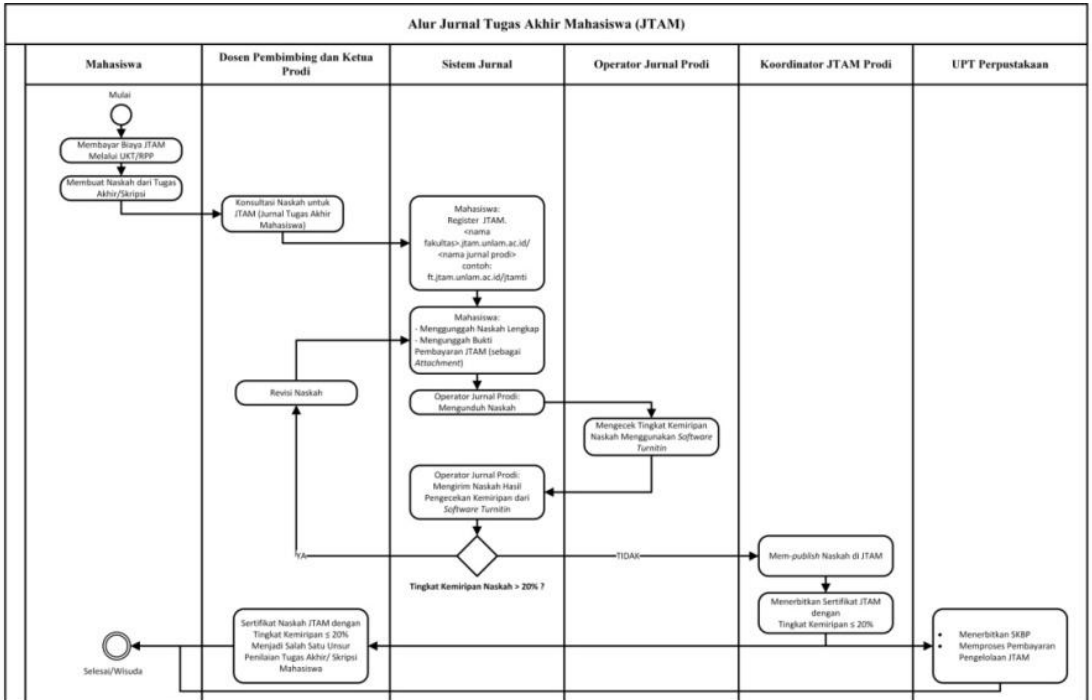 Alur Jurnal Tugas Akhir Mahasiswa (JTAM)
Mahasiswa
Dosen Pembimbing dan Ketua
Prodi
Sistem Jurnal
Operator Jurnal Prodi
Koordinator JTAM Prodi
UPT Perpustakaan
Mulai
Membayar Biaya JTAM
Melalui UKT/RPP
Membuat Naskah dari Tugas
Akhir/Skripsi
Konsultasi Naskah untuk
JTAM (Jurnal Tugas Akhir
Mahasiswa)
Mahasiswa:
Register JTAM.
<nama
fakultas>.jtam.unlam.ac.id/
<nama jurnal prodi>
contoh:
ft.jtam.unlam.ac.id/jtamti
Mahasiswa:
- Menggunggah Naskah Lengkap
- Mengunggah Bukti
Pembayaran JTAM (sebagai
Attachment)
Revisi Naskah
Operator Jurnal Prodi:
Mengunduh Naskah
Mengecek Tingkat Kemiripan
Naskah Menggunakan Software
Turnitin
Operator Jurnal Prodi:
Mengirim Naskah Hasil
Pengecekan Kemiripan dari
Software Turnitin
YA
TIDAK
Tingkat Kemiripan Naskah > 20% ?
Mem-publish Naskah di JTAM
Menerbitkan Sertifikat JTAM
dengan
Tingkat Kemiripan ≤ 20%
Sertifikat Naskah JTAM dengan
Tingkat Kemiripan ≤ 20%
Menjadi Salah Satu Unsur
Penilaian Tugas Akhir/ Skripsi
Mahasiswa
• Menerbitkan SKBP
• Memproses Pembayaran
Pengelolaan JTAM
Selesai/Wisuda